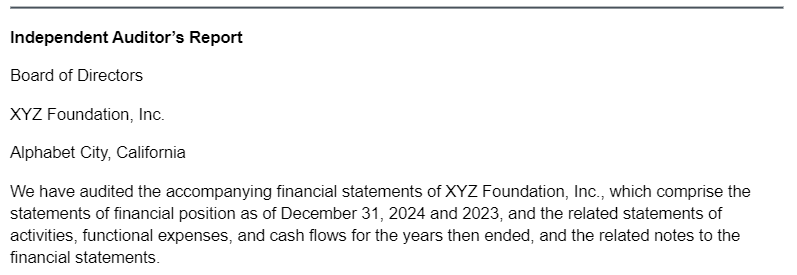 Independent Auditor’s Report
Board of Directors
XYZ Foundation, Inc.
Alphabet City, California
We have audited the accompanying financial statements of XYZ Foundation, Inc., which comprise the
statements of financial position as of December 31, 2024 and 2023, and the related statements of
activities, functional expenses, and cash flows for the years then ended, and the related notes to the
financial statements.